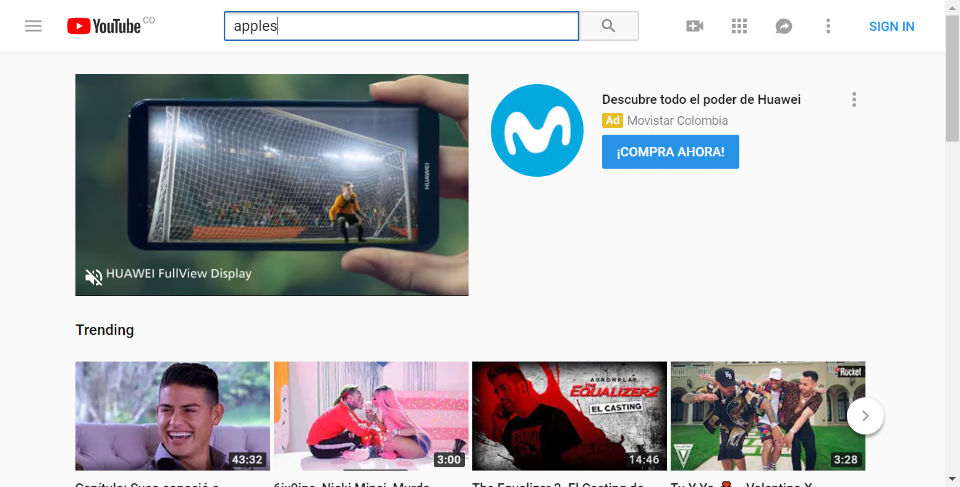 YouTube CO
apples
SIGN IN
HUAWEI
HUAWEI FullView Display
Descubre todo el poder de Huawei
Ad Movistar Colombia
¡COMPRA AHORA!
Trending
43:32
3:00
AURONPLAY
THE EQUALIZER 2
EL CASTING
14:46
Rocket
3:28